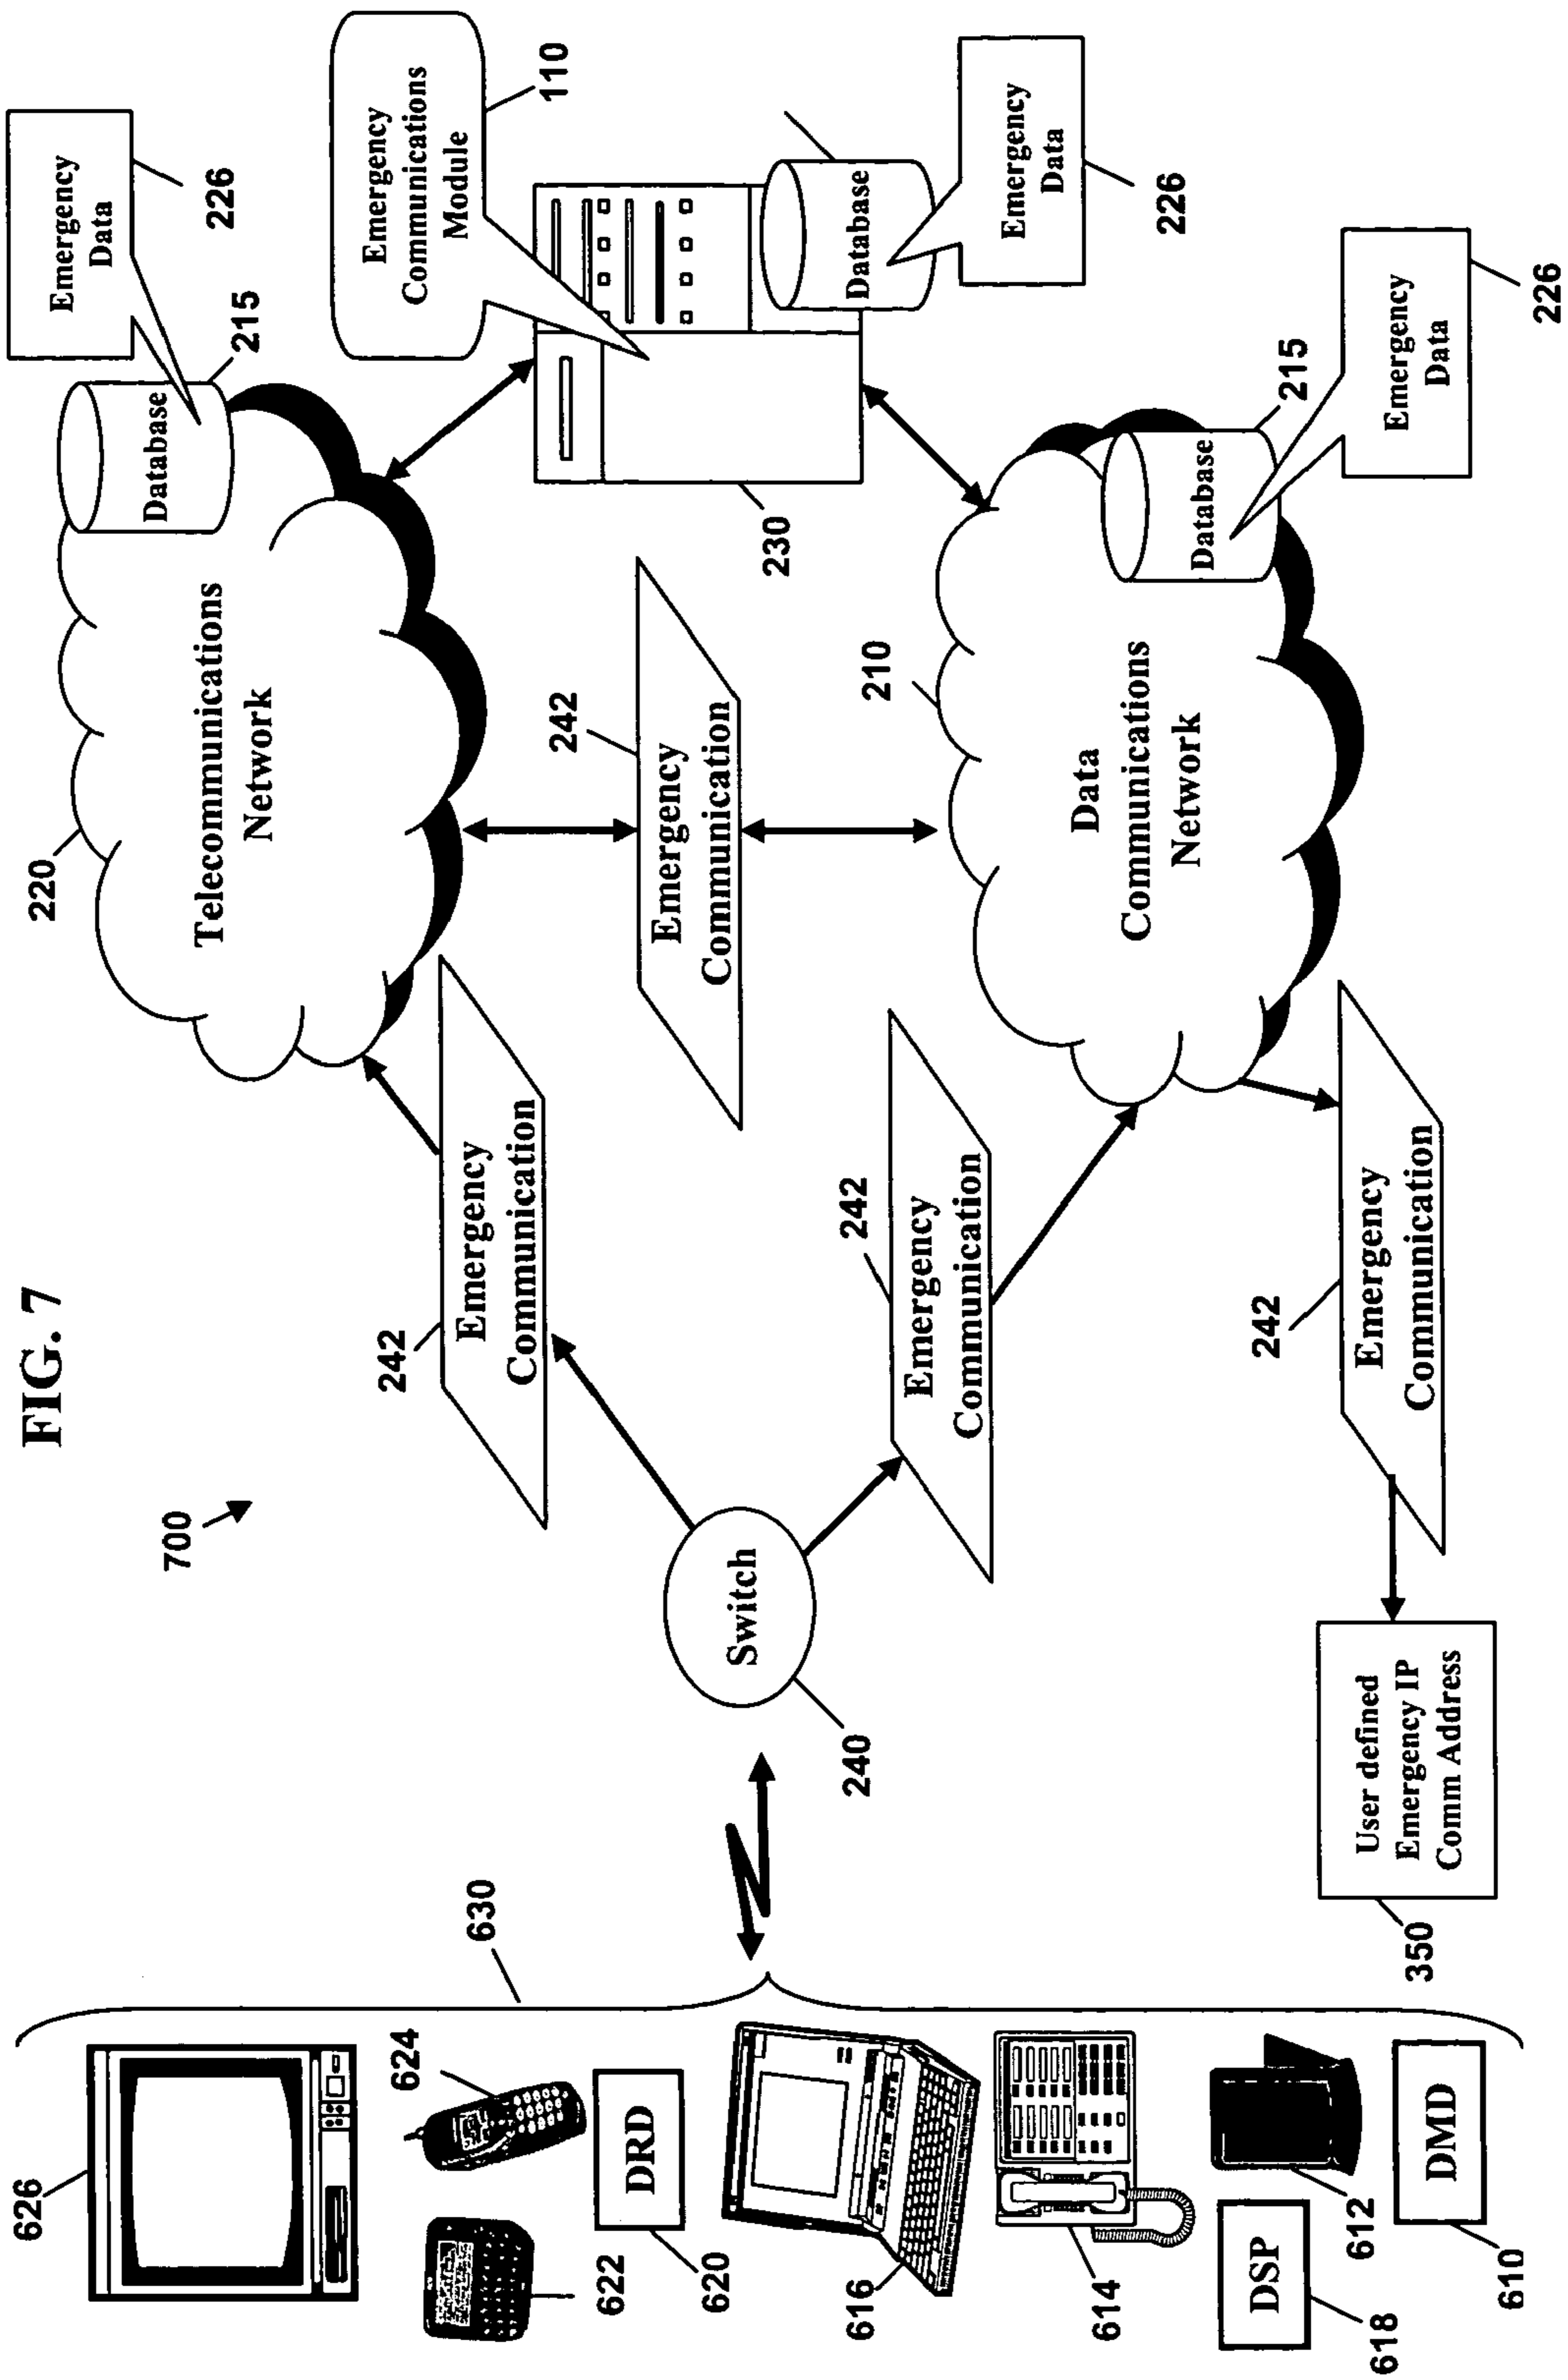 FIG. 7
700
626
624
622
DRD
620
616
614
DSP
618
612
DMD
610
630
Switch
240
242
Emergency
Communication
242
Emergency
Communication
242
Emergency
Communication
242
Emergency
Communication
User defined
Emergency IP
Comm Address
350
220
Telecommunications
Network
Database
215
Emergency
Data
226
Emergency
Communications
Module
110
230
Database
Emergency
Data
226
210
Data
Communications
Network
Database
215
Emergency
Data
226